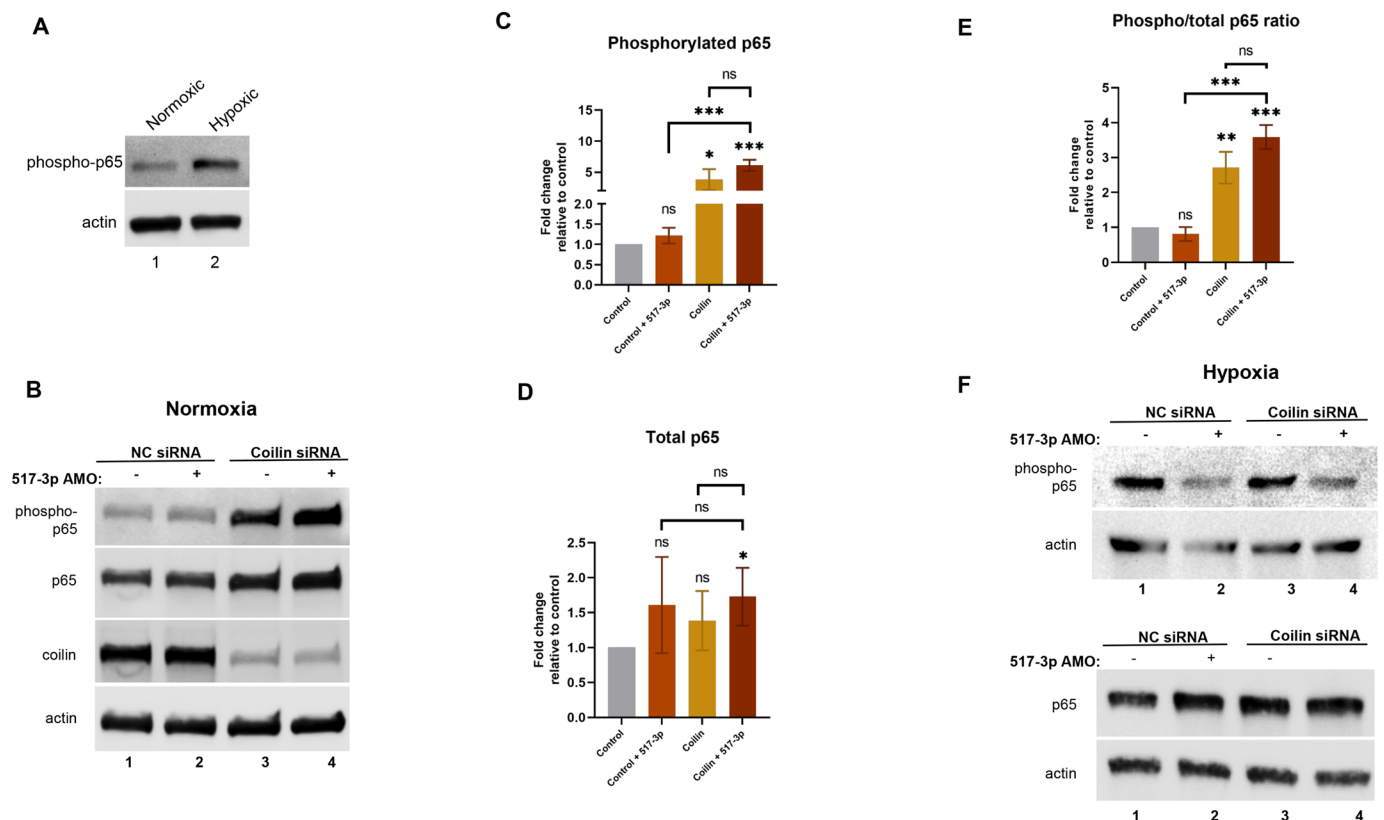 A
Normoxic
Hypoxic
phospho-p65
actin
1 2
B
Normoxia
NC siRNA Coilin siRNA
517-3p AMO: - + - +
phospho-
p65
p65
coilin
actin
1 2 3 4
C
Phosphorylated p65
ns
***
* ***
ns
Fold change
relative to control
15
10
5
2.0
1.5
1.0
0.5
0.0
Control
Control + 517-3p
Coilin
Coilin + 517-3p
D
Total p65
ns
ns
ns ns *
Fold change
relative to control
2.5
2.0
1.5
1.0
0.5
0.0
Control
Control + 517-3p
Coilin
Coilin + 517-3p
E
Phospho/total p65 ratio
ns
***
***
**
ns
Fold change
relative to control
5
4
3
2
1
0
Control
Control + 517-3p
Coilin
Coilin + 517-3p
F
Hypoxia
NC siRNA Coilin siRNA
517-3p AMO: - + - +
phospho-
p65
actin
1 2 3 4
NC siRNA Coilin siRNA
517-3p AMO: - + -
p65
actin
1 2 3 4